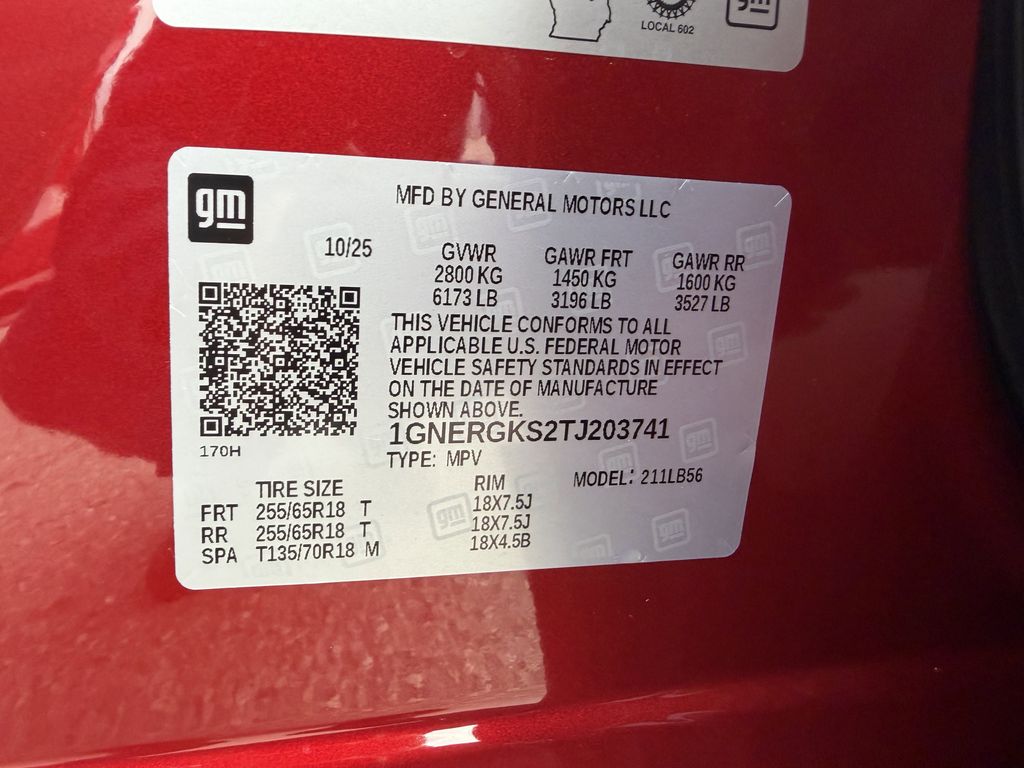 LOCAL 602
gm
gm
MFD BY GENERAL MOTORS LLC
10/25 GVWR GAWR FRT GAWR RR
2800 KG 1450 KG 1600 KG
6173 LB 3196 LB 3527 LB
THIS VEHICLE CONFORMS TO ALL
APPLICABLE U.S. FEDERAL MOTOR
VEHICLE SAFETY STANDARDS IN EFFECT
ON THE DATE OF MANUFACTURE
SHOWN ABOVE.
1GNERGKS2TJ203741
170H
TYPE: MPV MODEL: 211LB56
TIRE SIZE RIM
FRT 255/65R18 T 18X7.5J
RR 255/65R18 T 18X7.5J
SPA T135/70R18 M 18X4.5B